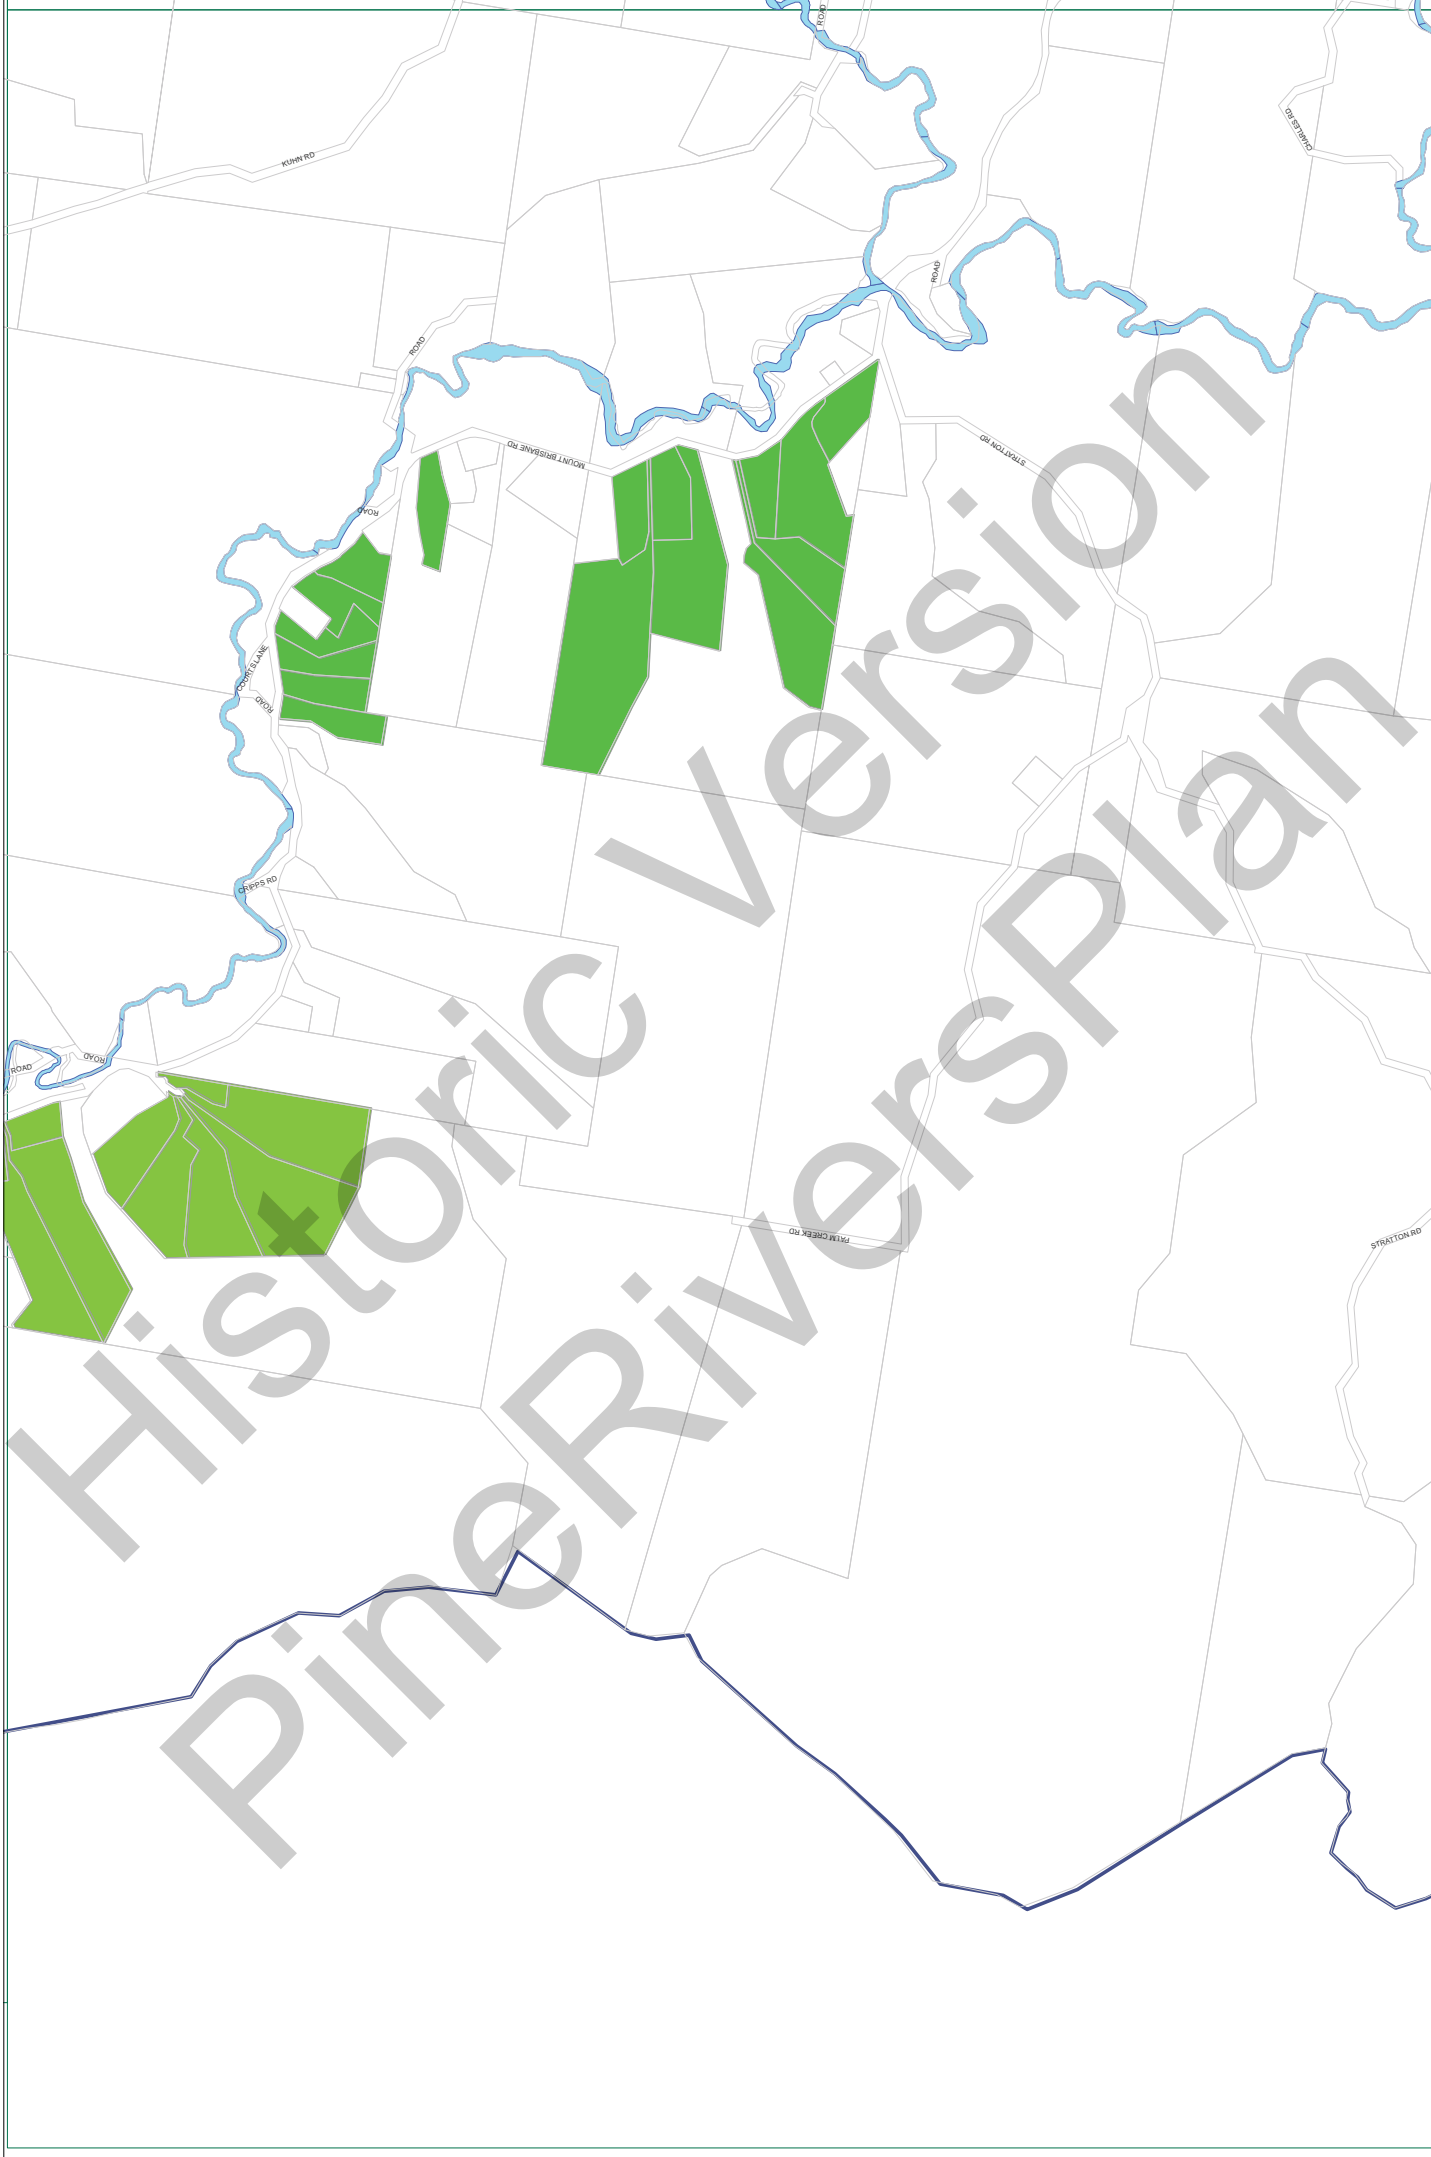 ROAD
CHARLES RD
KUHN RD
ROAD
ROAD
MOUNT BRISBANE RD
STRATTON RD
ROAD
COURTS LANE
ROAD
CRIPPS RD
ROAD
ROAD
PALM CREEK RD
STRATTON RD
Historic Version
PineRiversPlan